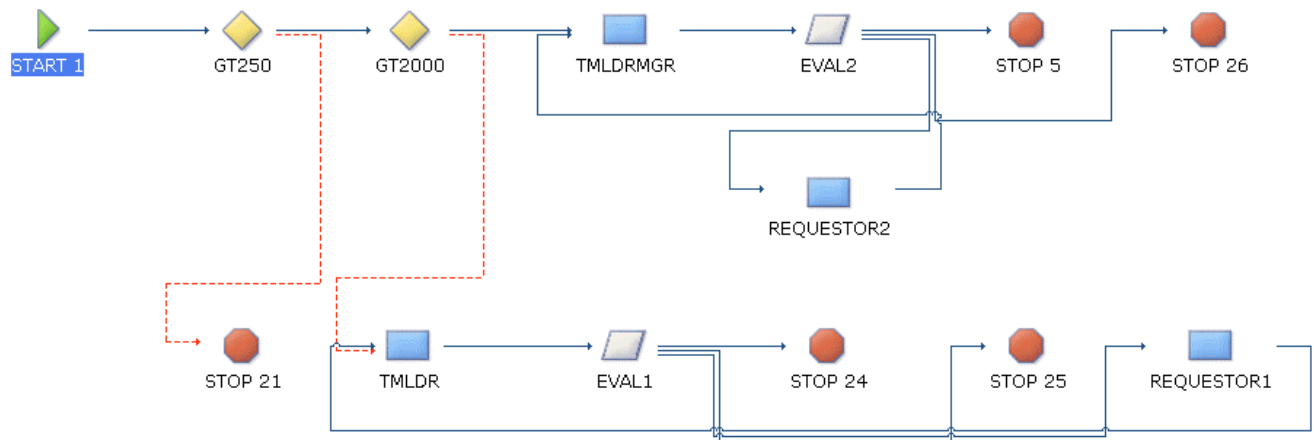 START 1
GT250
GT2000
TMLDRMGR
EVAL2
STOP 5
STOP 26
REQUESTOR2
STOP 21
TMLDR
EVAL1
STOP 24
STOP 25
REQUESTOR1